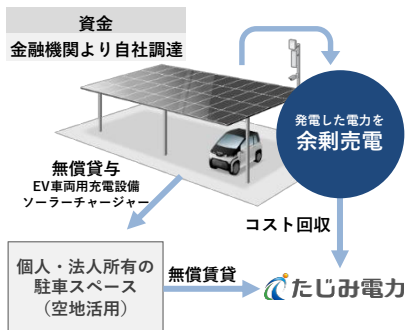 資金
金融機関より自社調達
発電した電力を
余剰売電
無償貸与
EV車両用充電設備
ソーラーチャージャー
コスト回収
個人・法人所有の
駐車スペース
（空地活用）
無償賃貸
たじみ電力